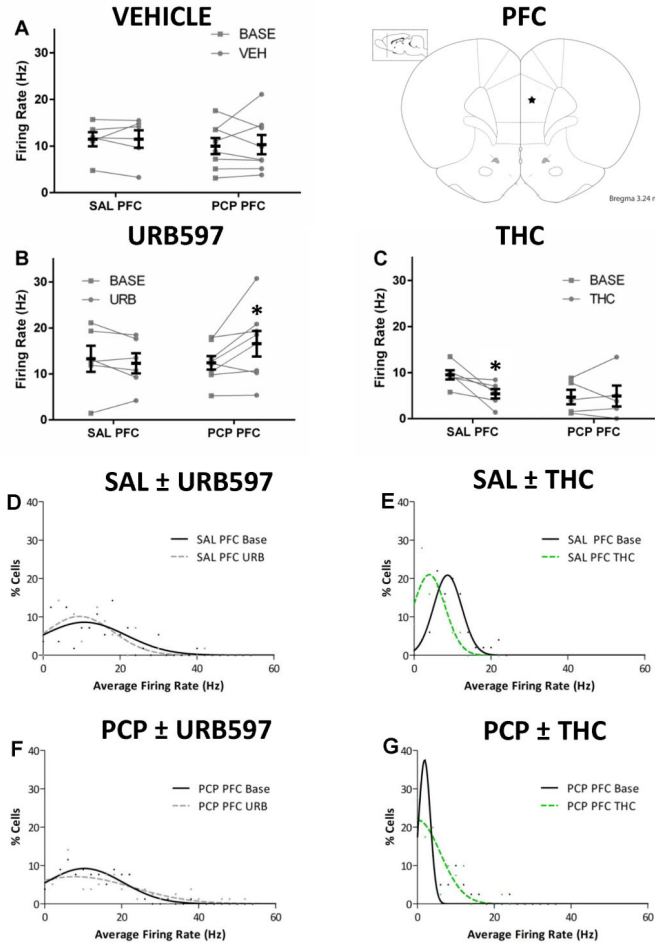 VEHICLE
A
BASE
VEH
Firing Rate (Hz)
30
20
10
0
SAL PFC
PCP PFC
PFC
Bregma 3.24 m
URB597
B
BASE
URB
*
Firing Rate (Hz)
30
20
10
0
SAL PFC
PCP PFC
THC
C
BASE
THC
*
Firing Rate (Hz)
30
20
10
0
SAL PFC
PCP PFC
SAL ± URB597
D
SAL PFC Base
SAL PFC URB
% Cells
40
30
20
10
0
0
20
40
60
Average Firing Rate (Hz)
SAL ± THC
E
SAL PFC Base
SAL PFC THC
% Cells
40
30
20
10
0
0
20
40
60
Average Firing Rate (Hz)
PCP ± URB597
F
PCP PFC Base
PCP PFC URB
% Cells
40
30
20
10
0
0
20
40
60
Average Firing Rate (Hz)
PCP ± THC
G
PCP PFC Base
PCP PFC THC
% Cells
40
30
20
10
0
0
20
40
60
Average Firing Rate (Hz)